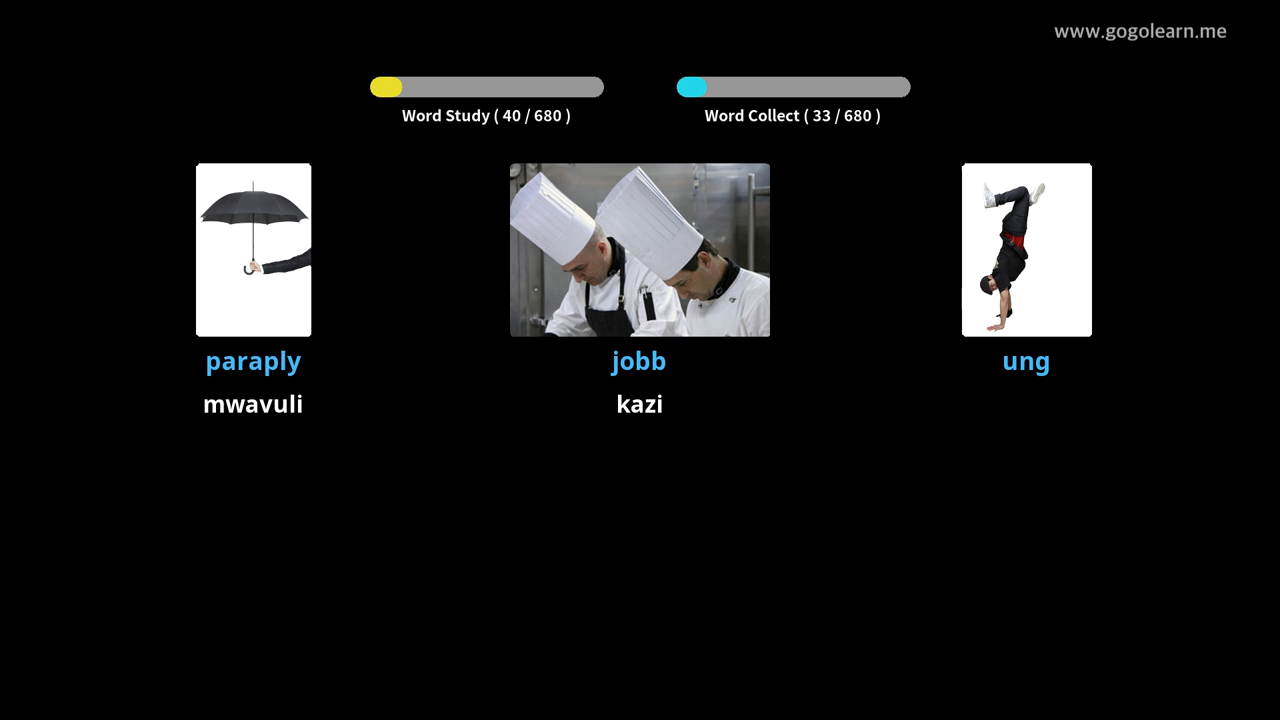 www.gogolearn.me
Word Study ( 40 / 680 )
Word Collect ( 33 / 680 )
paraply
jobb
ung
mwavuli
kazi